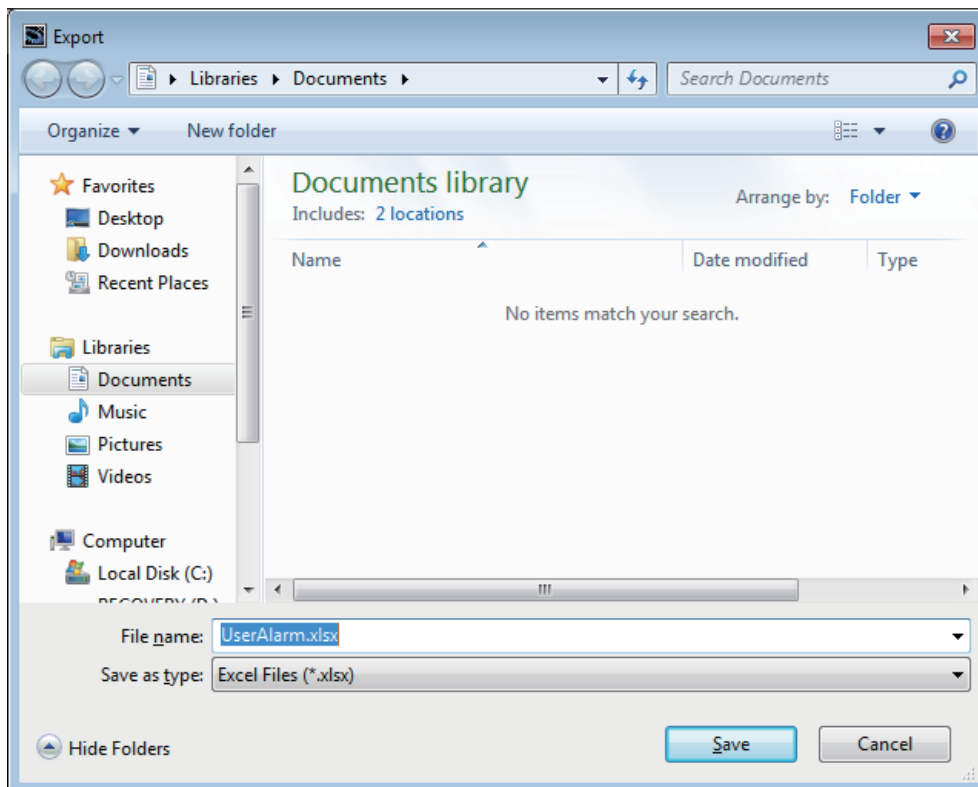 Export
Libraries Documents
Search Documents
Organize New folder
Favorites
Desktop
Downloads
Recent Places
Libraries
Documents
Music
Pictures
Videos
Computer
Local Disk (C:)
Documents library
Includes: 2 locations
Arrange by: Folder
Name Date modified Type
No items match your search.
File name: UserAlarm.xlsx
Save as type: Excel Files (*.xlsx)
Hide Folders
Save Cancel